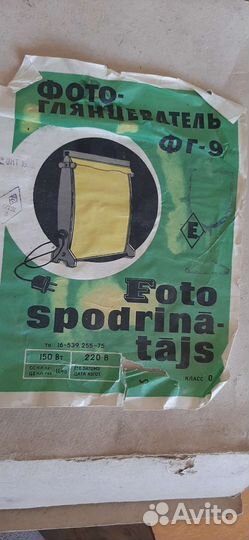 ФОТО-
ГЛЯНЦЕВАТЕЛЬ
ФГ-9
E
Foto
spodrinā-
tājs
ТУ 16-539.255-75
150 Вт 220 В
КЛАСС 0
Avito